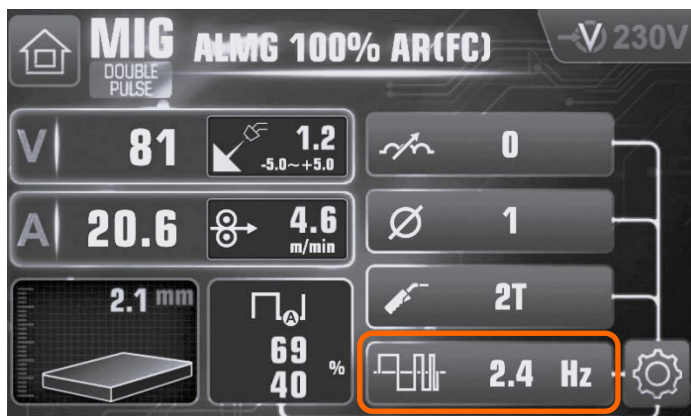 MIG ALMG 100% AR(FC) V 230V
DOUBLE
PULSE
V 81 1.2
-5.0~+5.0
0
A 20.6 4.6
m/min
1
2.1 mm
A
69
40
%
2T
2.4 Hz